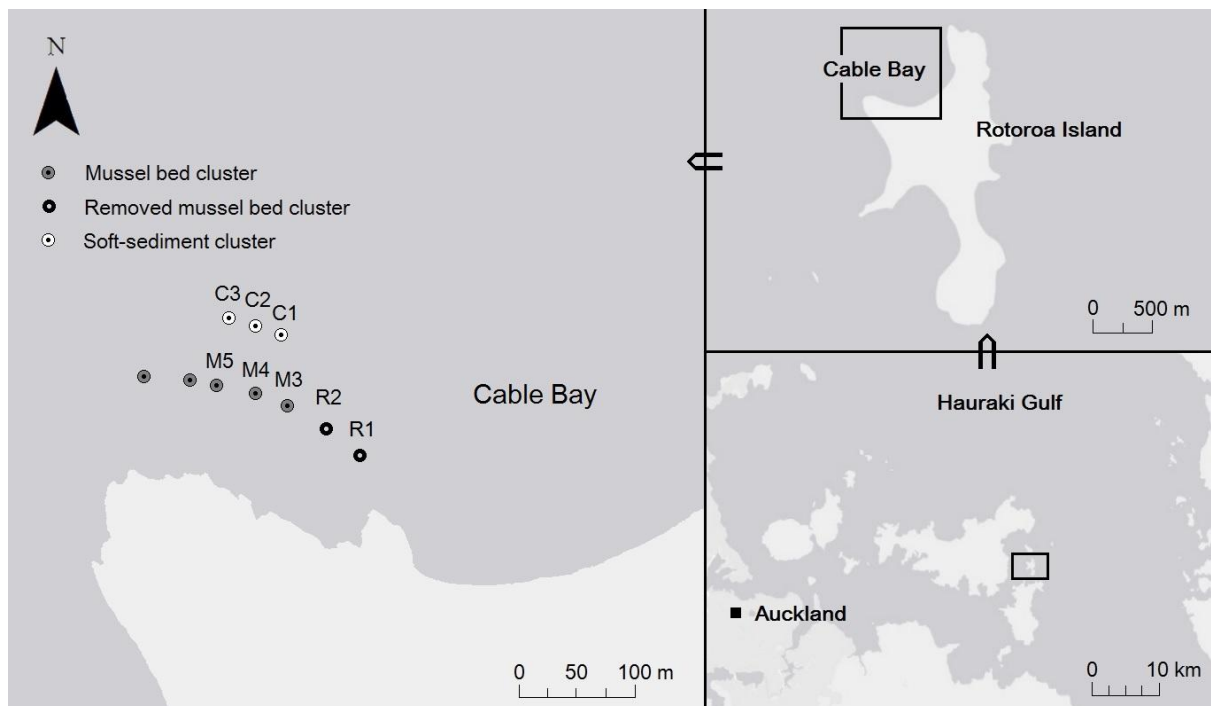 N
Mussel bed cluster
Removed mussel bed cluster
Soft-sediment cluster
C3
C2
C1
M5
M4
M3
R2
R1
Cable Bay
0 50 100 m
Cable Bay
Rotoroa Island
0 500 m
Hauraki Gulf
Auckland
0 10 km